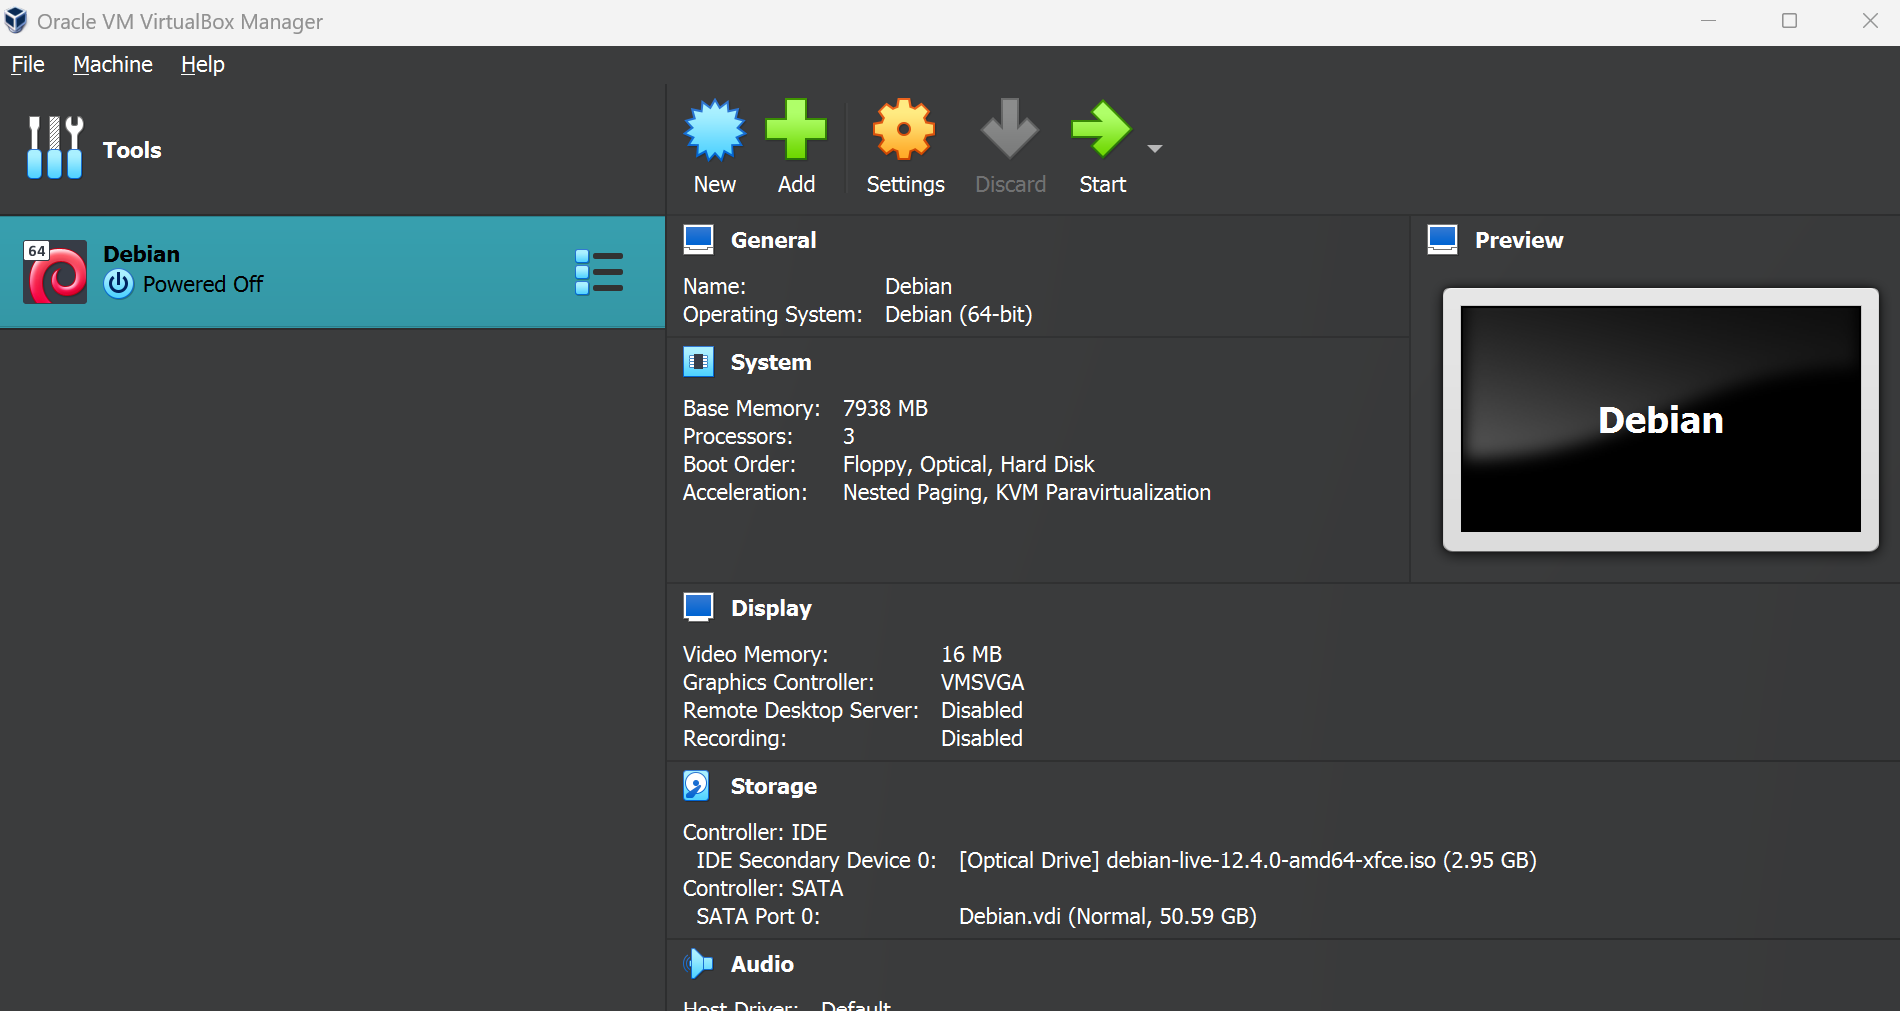 Oracle VM VirtualBox Manager
File Machine Help
Tools
New Add Settings Discard Start
64
Debian
Powered Off
General
Name: Debian
Operating System: Debian (64-bit)
Preview
Debian
System
Base Memory: 7938 MB
Processors: 3
Boot Order: Floppy, Optical, Hard Disk
Acceleration: Nested Paging, KVM Paravirtualization
Display
Video Memory: 16 MB
Graphics Controller: VMSVGA
Remote Desktop Server: Disabled
Recording: Disabled
Storage
Controller: IDE
IDE Secondary Device 0: [Optical Drive] debian-live-12.4.0-amd64-xfce.iso (2.95 GB)
Controller: SATA
SATA Port 0: Debian.vdi (Normal, 50.59 GB)
Audio
Host Driver: Default